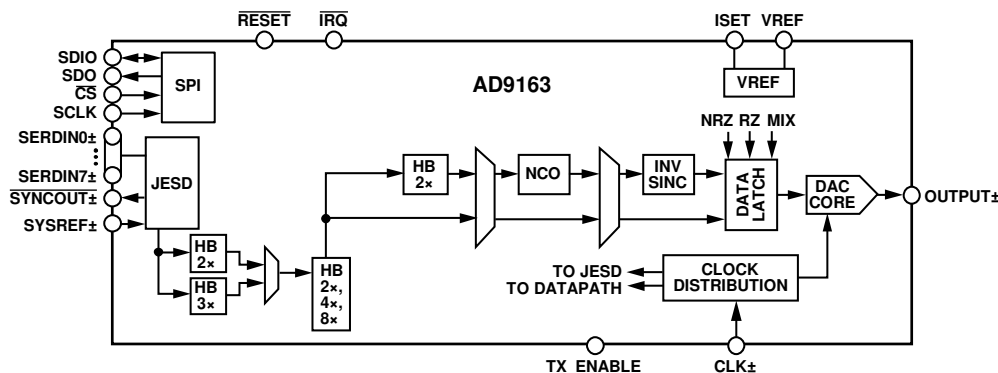 RESET
IRQ
ISET VREF
SDIO
SDO
CS
SCLK
SPI
AD9163
VREF
SERDIN0±
SERDIN7±
SYNCOUT±
SYSREF±
JESD
NRZ RZ MIX
HB
2×
NCO
INV
SINC
DATA
LATCH
DAC
CORE
OUTPUT±
HB
2×
HB
3×
HB
2×,
4×,
8×
TO JESD
TO DATAPATH
CLOCK
DISTRIBUTION
TX ENABLE
CLK±